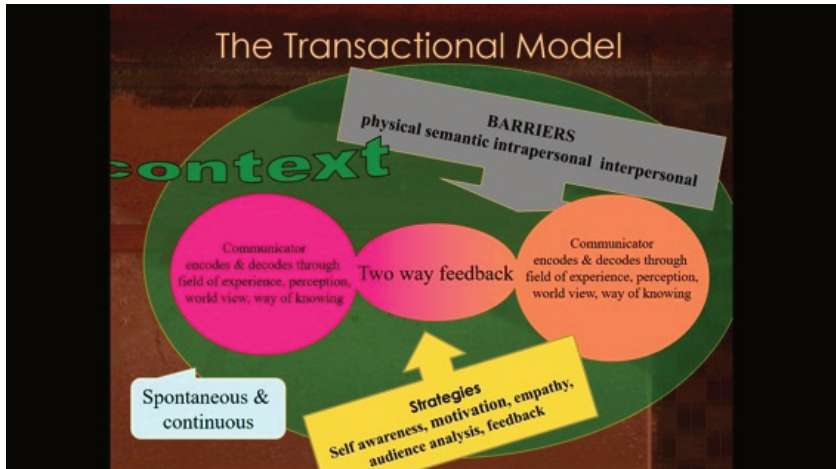 The Transactional Model
BARRIERS
physical semantic intrapersonal interpersonal
context
Communicator
encodes & decodes through
field of experience, perception,
world view, way of knowing
Two way feedback
Communicator
encodes & decodes through
field of experience, perception,
world view, way of knowing
Spontaneous &
continuous
Strategies
Self awareness, motivation, empathy,
audience analysis, feedback